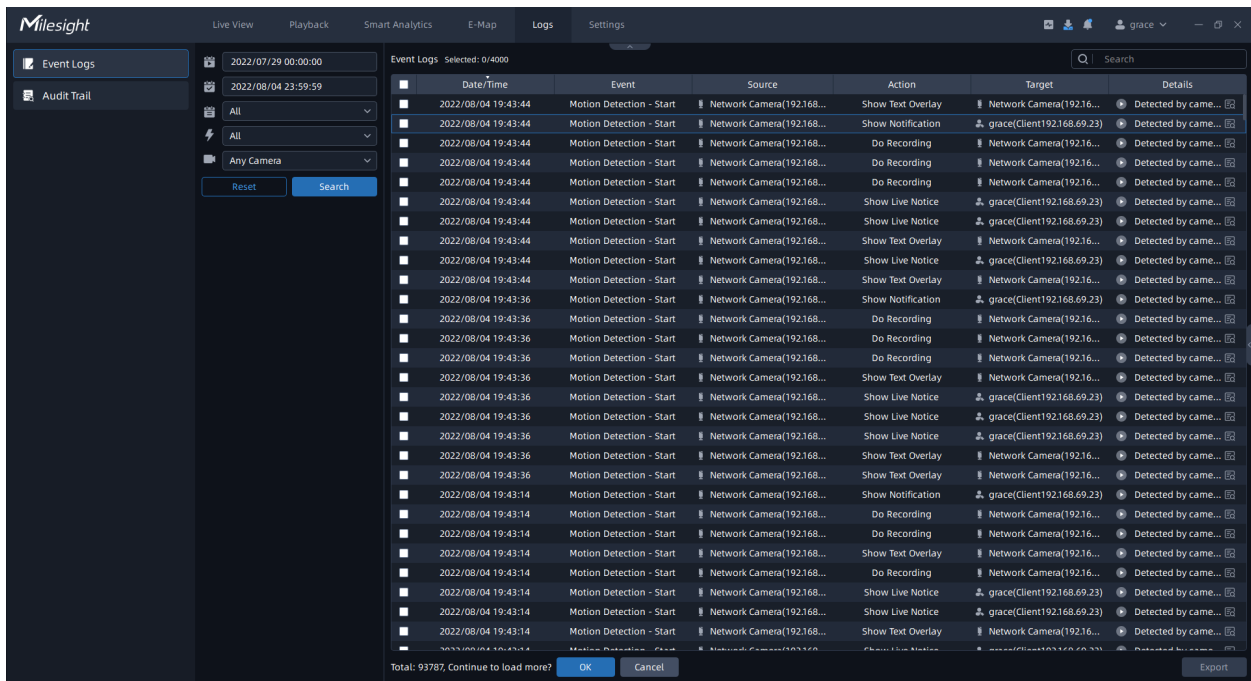 Milesight Live View Playback Smart Analytics E-Map Logs Settings grace
Event Logs
Audit Trail
2022/07/29 00:00:00
2022/08/04 23:59:59
All
All
Any Camera
Reset Search
Event Logs Selected: 0/4000 Search
Date/Time Event Source Action Target Details
2022/08/04 19:43:44 Motion Detection - Start Network Camera(192.168... Show Text Overlay Network Camera(192.16... Detected by came...
2022/08/04 19:43:44 Motion Detection - Start Network Camera(192.168... Show Notification grace(Client192.168.69.23) Detected by came...
2022/08/04 19:43:44 Motion Detection - Start Network Camera(192.168... Do Recording Network Camera(192.16... Detected by came...
2022/08/04 19:43:44 Motion Detection - Start Network Camera(192.168... Do Recording Network Camera(192.16... Detected by came...
2022/08/04 19:43:44 Motion Detection - Start Network Camera(192.168... Do Recording Network Camera(192.16... Detected by came...
2022/08/04 19:43:44 Motion Detection - Start Network Camera(192.168... Show Live Notice grace(Client192.168.69.23) Detected by came...
2022/08/04 19:43:44 Motion Detection - Start Network Camera(192.168... Show Live Notice grace(Client192.168.69.23) Detected by came...
2022/08/04 19:43:44 Motion Detection - Start Network Camera(192.168... Show Text Overlay Network Camera(192.16... Detected by came...
2022/08/04 19:43:44 Motion Detection - Start Network Camera(192.168... Show Live Notice grace(Client192.168.69.23) Detected by came...
2022/08/04 19:43:44 Motion Detection - Start Network Camera(192.168... Show Text Overlay Network Camera(192.16... Detected by came...
2022/08/04 19:43:36 Motion Detection - Start Network Camera(192.168... Show Notification grace(Client192.168.69.23) Detected by came...
2022/08/04 19:43:36 Motion Detection - Start Network Camera(192.168... Do Recording Network Camera(192.16... Detected by came...
2022/08/04 19:43:36 Motion Detection - Start Network Camera(192.168... Do Recording Network Camera(192.16... Detected by came...
2022/08/04 19:43:36 Motion Detection - Start Network Camera(192.168... Do Recording Network Camera(192.16... Detected by came...
2022/08/04 19:43:36 Motion Detection - Start Network Camera(192.168... Show Text Overlay Network Camera(192.16... Detected by came...
2022/08/04 19:43:36 Motion Detection - Start Network Camera(192.168... Show Live Notice grace(Client192.168.69.23) Detected by came...
2022/08/04 19:43:36 Motion Detection - Start Network Camera(192.168... Show Live Notice grace(Client192.168.69.23) Detected by came...
2022/08/04 19:43:36 Motion Detection - Start Network Camera(192.168... Show Live Notice grace(Client192.168.69.23) Detected by came...
2022/08/04 19:43:36 Motion Detection - Start Network Camera(192.168... Show Text Overlay Network Camera(192.16... Detected by came...
2022/08/04 19:43:36 Motion Detection - Start Network Camera(192.168... Show Text Overlay Network Camera(192.16... Detected by came...
2022/08/04 19:43:14 Motion Detection - Start Network Camera(192.168... Show Notification grace(Client192.168.69.23) Detected by came...
2022/08/04 19:43:14 Motion Detection - Start Network Camera(192.168... Do Recording Network Camera(192.16... Detected by came...
2022/08/04 19:43:14 Motion Detection - Start Network Camera(192.168... Do Recording Network Camera(192.16... Detected by came...
2022/08/04 19:43:14 Motion Detection - Start Network Camera(192.168... Show Text Overlay Network Camera(192.16... Detected by came...
2022/08/04 19:43:14 Motion Detection - Start Network Camera(192.168... Do Recording Network Camera(192.16... Detected by came...
2022/08/04 19:43:14 Motion Detection - Start Network Camera(192.168... Show Live Notice grace(Client192.168.69.23) Detected by came...
2022/08/04 19:43:14 Motion Detection - Start Network Camera(192.168... Show Live Notice grace(Client192.168.69.23) Detected by came...
2022/08/04 19:43:14 Motion Detection - Start Network Camera(192.168... Show Text Overlay Network Camera(192.16... Detected by came...
Total: 93787, Continue to load more? OK Cancel Export